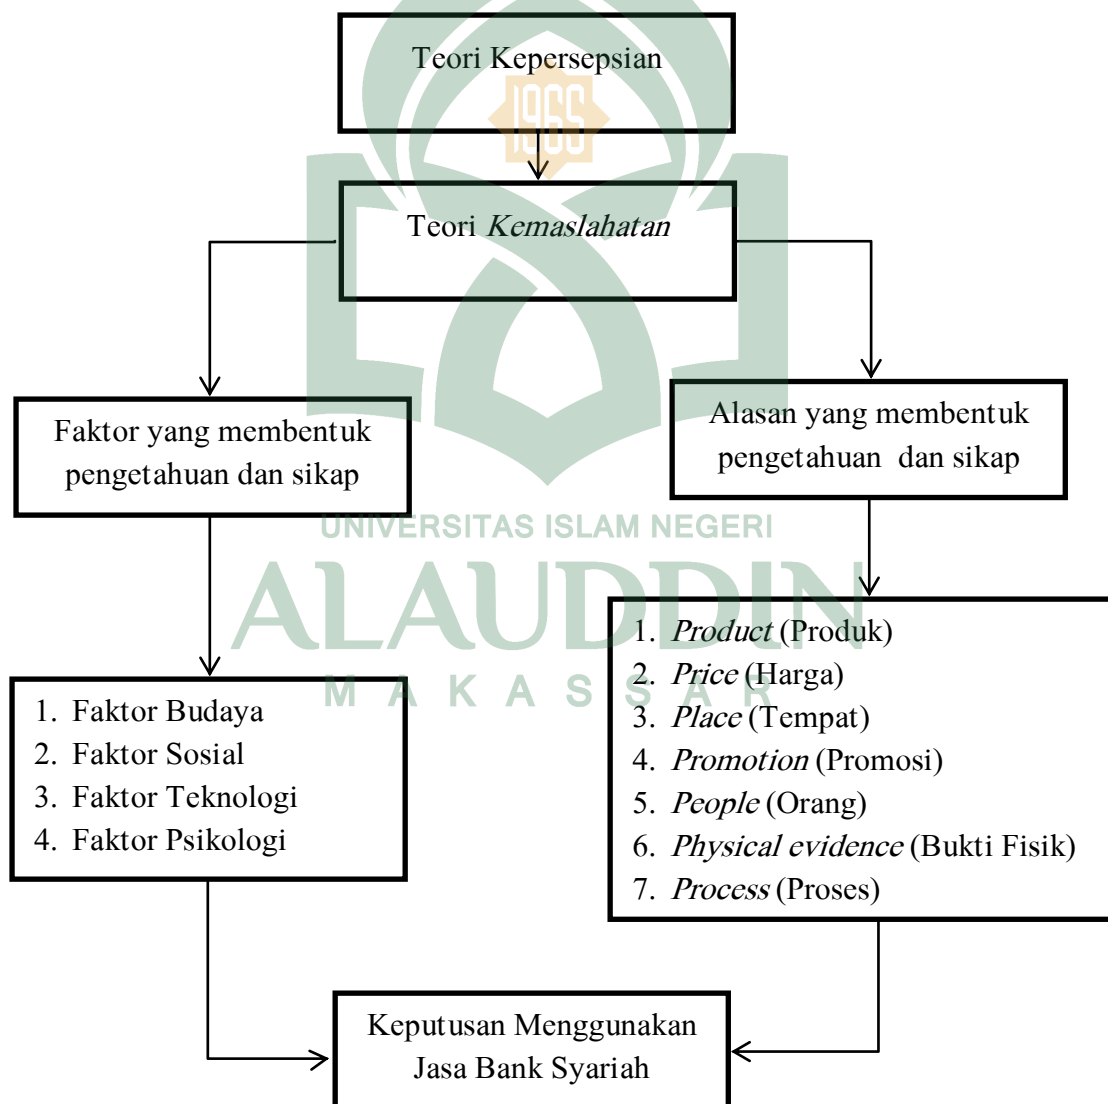 Teori Kepersepsian
1965
Teori Kemaslahatan
Faktor yang membentuk
pengetahuan dan sikap
Alasan yang membentuk
pengetahuan dan sikap
UNIVERSITAS ISLAM NEGERI
ALAUDDIN
MAKASSAR
1. Faktor Budaya
2. Faktor Sosial
3. Faktor Teknologi
4. Faktor Psikologi
1. Product (Produk)
2. Price (Harga)
3. Place (Tempat)
4. Promotion (Promosi)
5. People (Orang)
6. Physical evidence (Bukti Fisik)
7. Process (Proses)
Keputusan Menggunakan
Jasa Bank Syariah